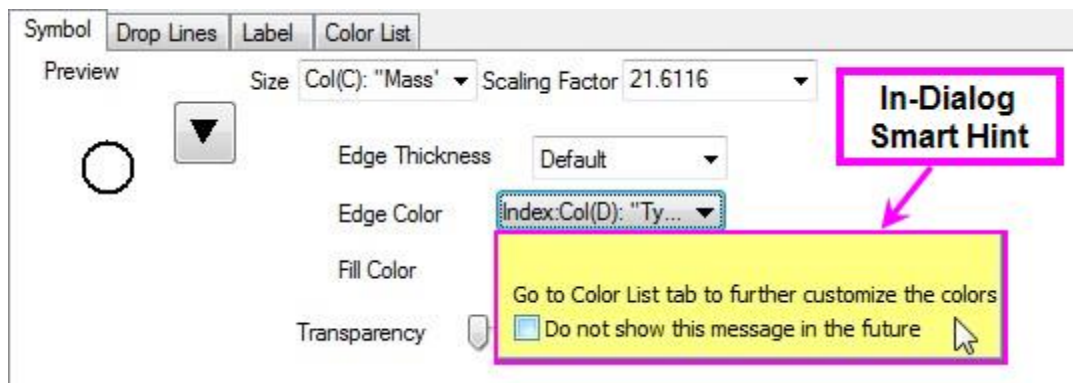 Symbol Drop Lines Label Color List
Preview Size Col(C): "Mass' Scaling Factor 21.6116
In-Dialog
Smart Hint
Edge Thickness Default
Edge Color Index:Col(D): "Ty...
Fill Color
Go to Color List tab to further customize the colors
Transparency Do not show this message in the future